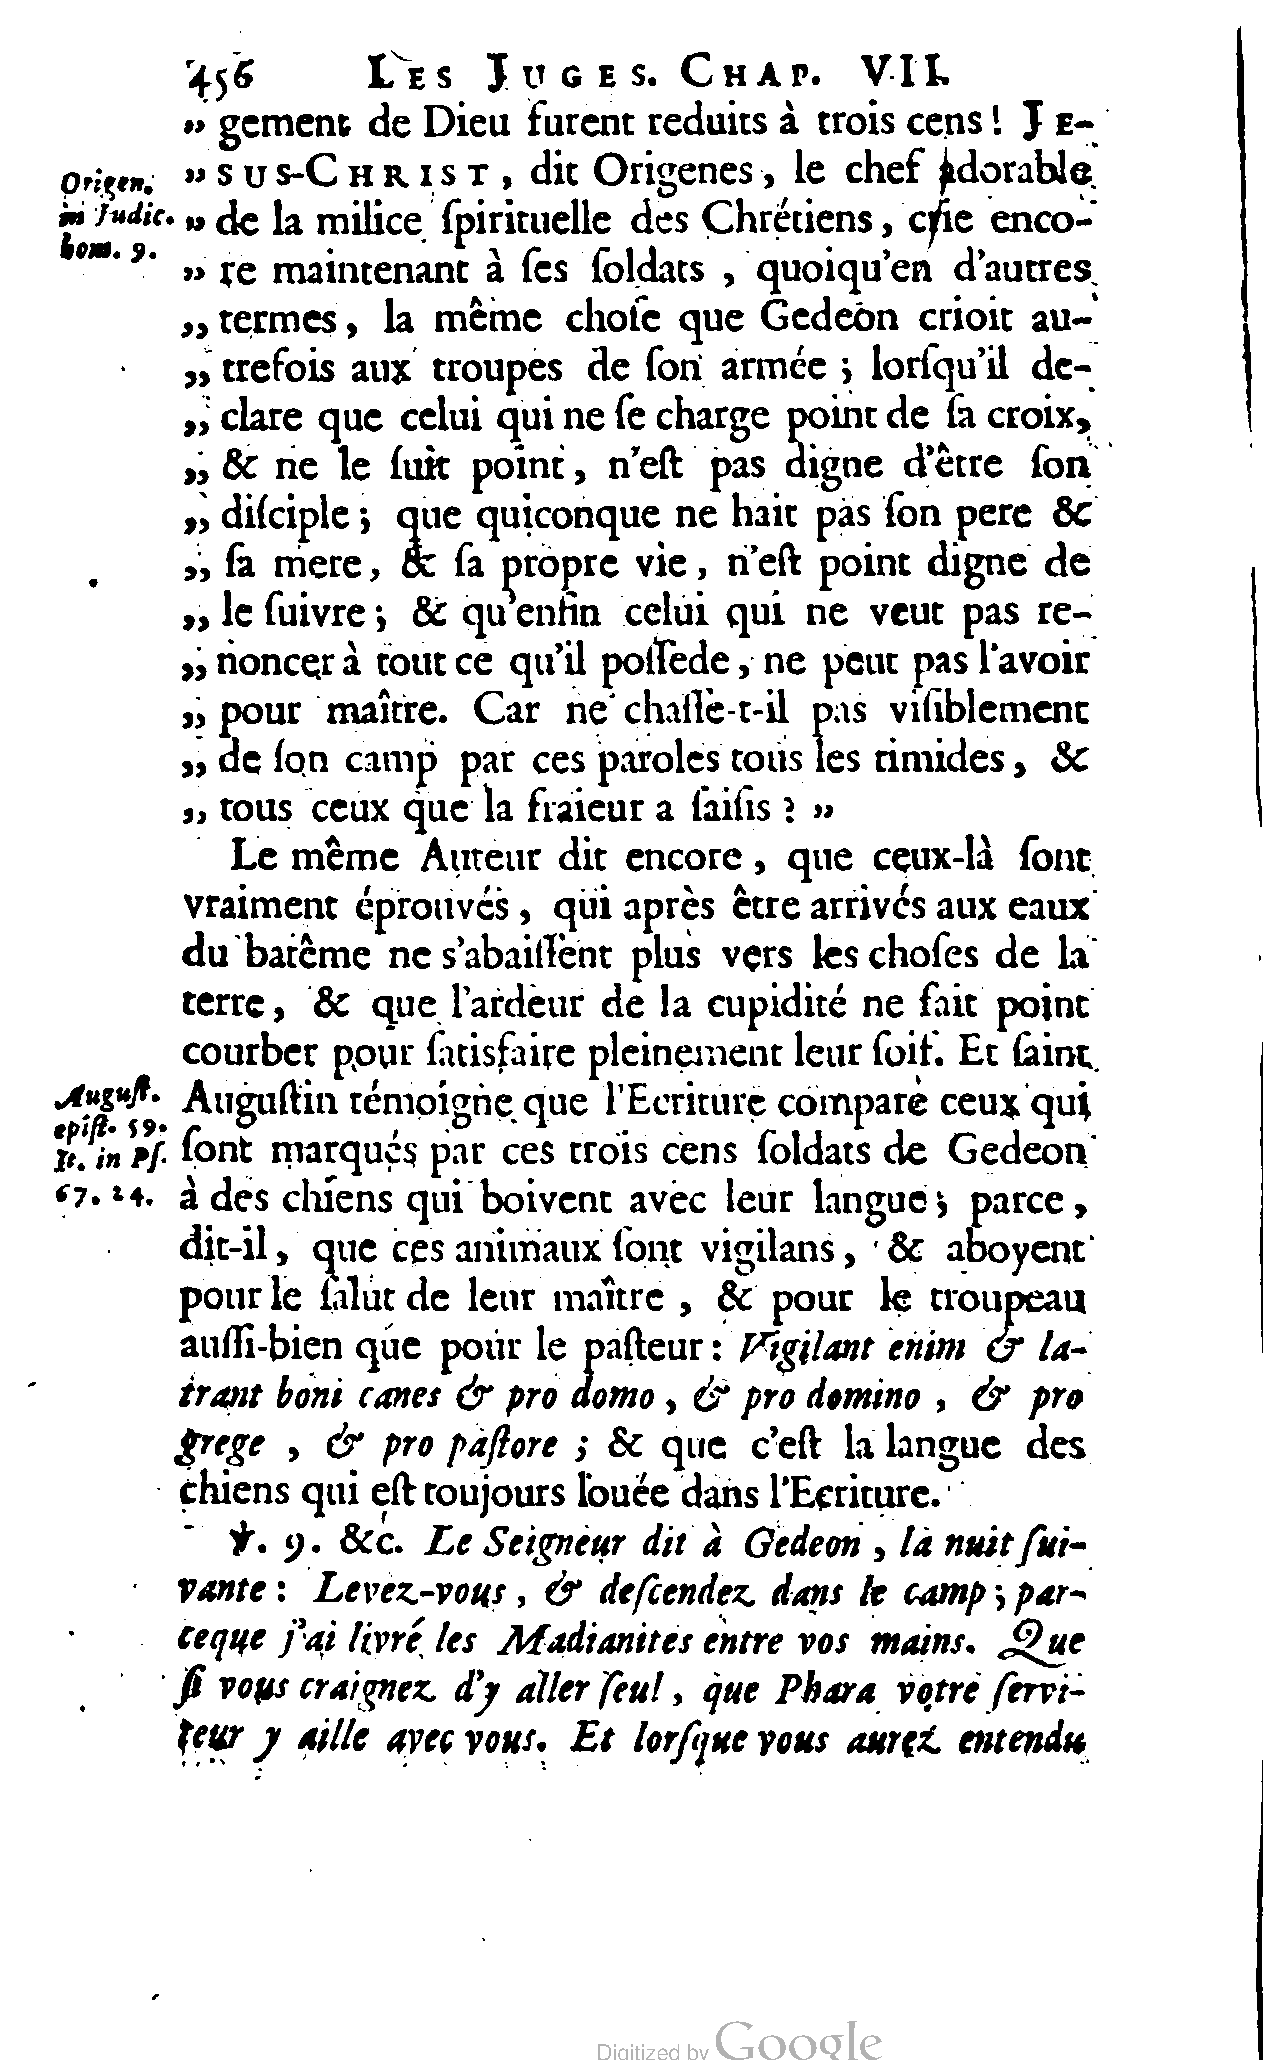 456 LES JUGES. CHAP. VII.
„ gement de Dieu furent reduits à trois cens ! JE-
Origen. „ SUS-CHRIST, dit Origenes, le chef adorable
in Judic. „ de la milice ſpirituelle des Chrétiens, crie enco-
hom. 9. „ re maintenant à ſes ſoldats , quoiqu'en d'autres
„ termes, la même choſe que Gedeon crioit au-
„ trefois aux troupes de ſon armée ; lorſqu'il de-
„ clare que celui qui ne ſe charge point de ſa croix,
„ & ne le ſuit point, n'eſt pas digne d'être ſon
„ diſciple ; que quiconque ne hait pas ſon pere &
„ ſa mere, & ſa propre vie, n'eſt point digne de
„ le ſuivre ; & qu'enfin celui qui ne veut pas re-
„ noncer à tout ce qu'il poſſede, ne peut pas l'avoir
„ pour maître. Car ne chaſſe-t-il pas viſiblement
„ de ſon camp par ces paroles tous les timides, &
„ tous ceux que la fraieur a ſaiſis ? „
Le même Auteur dit encore, que ceux-là ſont
vraiment éprouvés, qui après être arrivés aux eaux
du batême ne s'abaiſſent plus vers les choſes de la
terre, & que l'ardeur de la cupidité ne fait point
courber pour ſatisfaire pleinement leur ſoif. Et ſaint
Auguſt. Auguſtin témoigne que l'Ecriture compare ceux qui
epiſt. 59.
It. in Pſ. ſont marqués par ces trois cens ſoldats de Gedeon
67. 24. à des chiens qui boivent avec leur langue ; parce,
dit-il, que ces animaux ſont vigilans, & aboyent
pour le ſalut de leur maître , & pour le troupeau
auſſi-bien que pour le paſteur : Vigilant enim & la-
trant boni canes & pro domo , & pro domino , & pro
grege , & pro paſtore ; & que c'eſt la langue des
chiens qui eſt toujours louée dans l'Ecriture.
℣. 9. &c. Le Seigneur dit à Gedeon , la nuit ſui-
vante : Levez-vous , & deſcendez dans le camp ; par-
ceque j'ai livré les Madianites entre vos mains. Que
ſi vous craignez d'y aller ſeul , que Phara votre ſervi-
teur y aille avec vous. Et lorſque vous aurez entendu
Digitized by Google